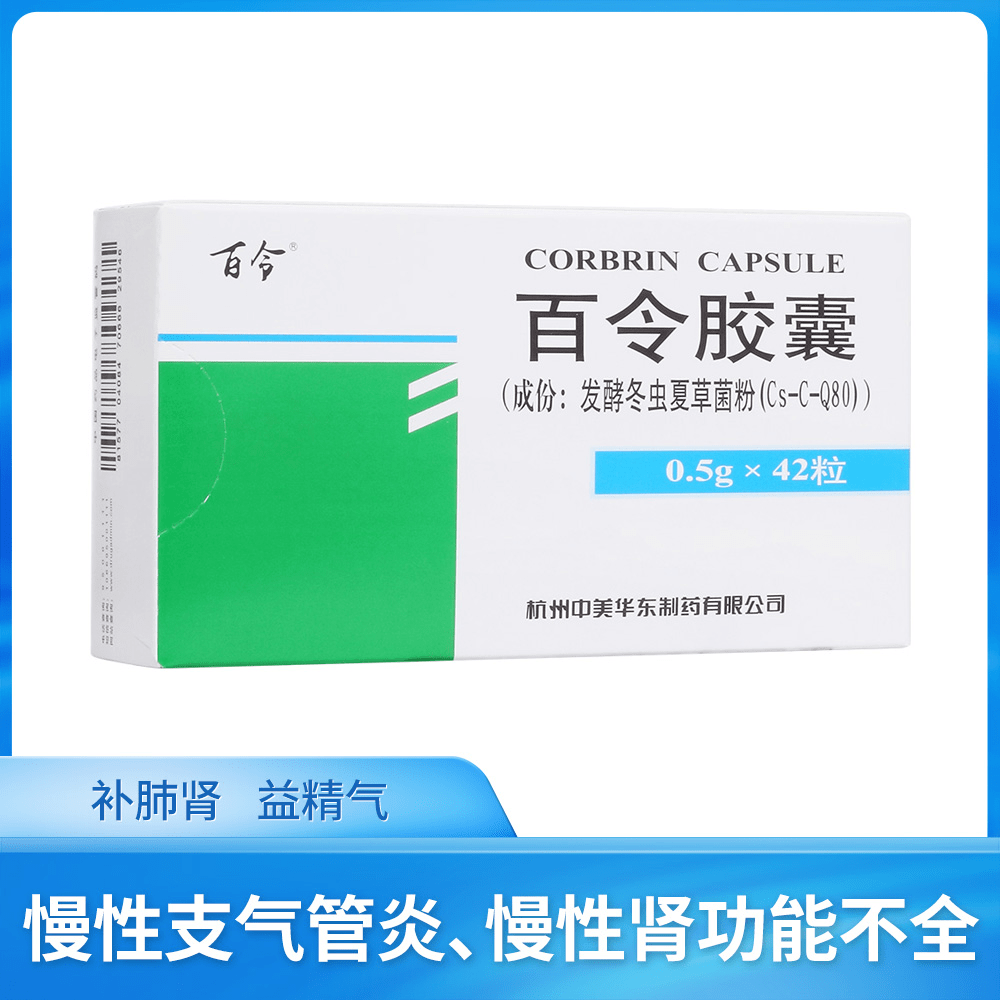 百令®
CORBRIN CAPSULE
百令胶囊
(成份：发酵冬虫夏草菌粉(Cs-C-Q80))
0.5g × 42粒
杭州中美华东制药有限公司
补肺肾 益精气
慢性支气管炎、慢性肾功能不全